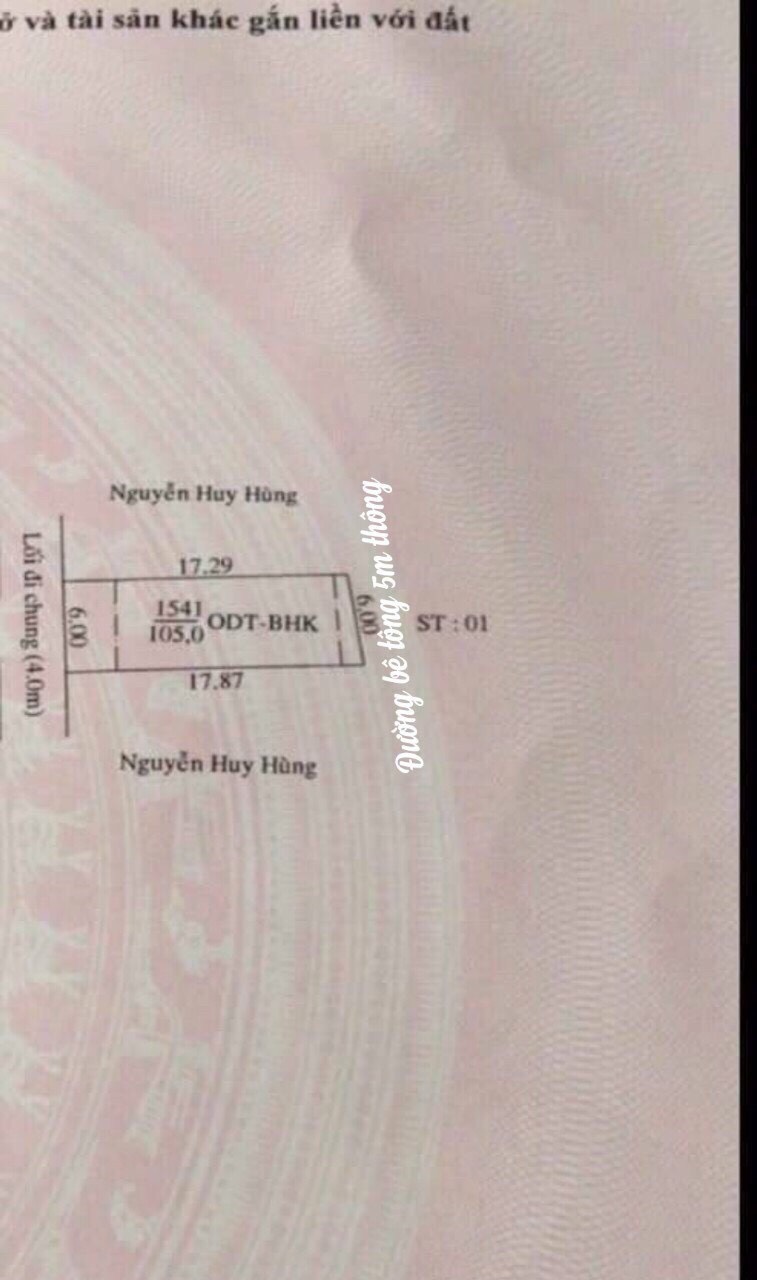 ở và tài sản khác gắn liền với đất
Nguyễn Huy Hùng
Lối đi chung (4.0m)
17.29
6.00
1541
105,0
ODT-BHK
6.00
Đường bê tông 5m thông
ST : 01
17.87
Nguyễn Huy Hùng